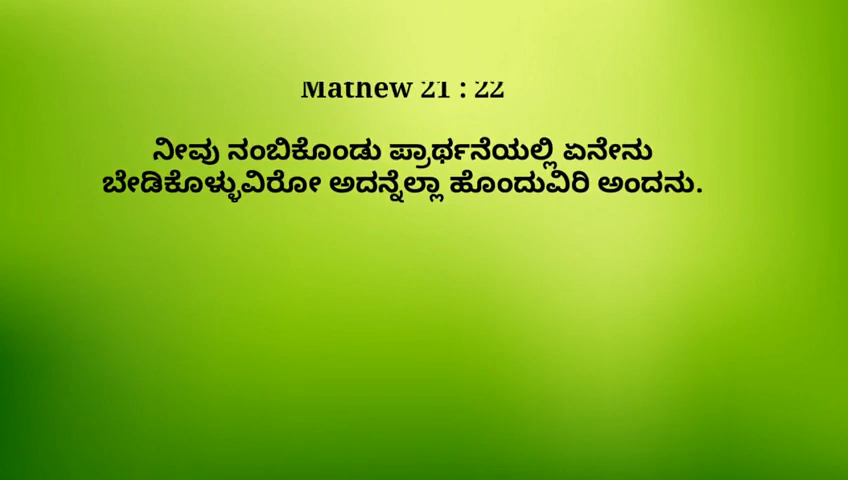 Mathew 21 : 22
ನೀವು ನಂಬಿಕೊಂಡು ಪ್ರಾರ್ಥನೆಯಲ್ಲಿ ಏನೇನು
ಬೇಡಿಕೊಳ್ಳುವಿರೋ ಅದನ್ನೆಲ್ಲಾ ಹೊಂದುವಿರಿ ಅಂದನು.